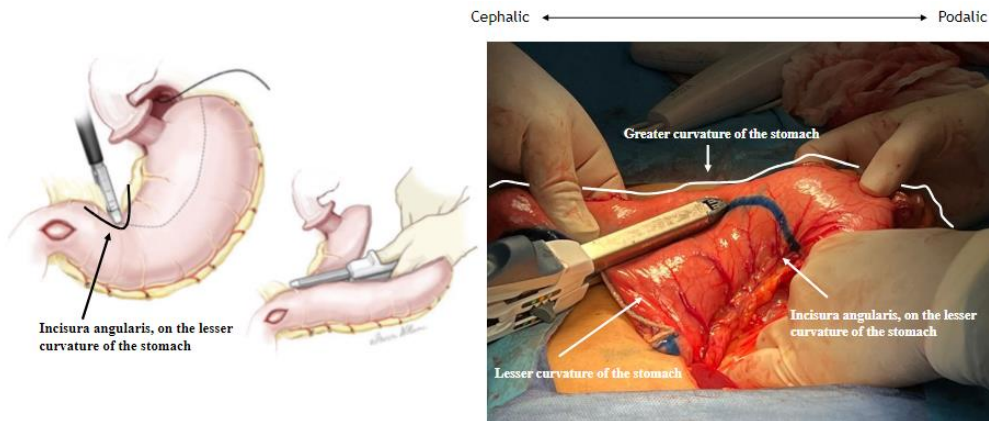 Cephalic
Podalic
Greater curvature of the stomach
Incisura angularis, on the lesser
curvature of the stomach
Incisura angularis, on the lesser
curvature of the stomach
Lesser curvature of the stomach